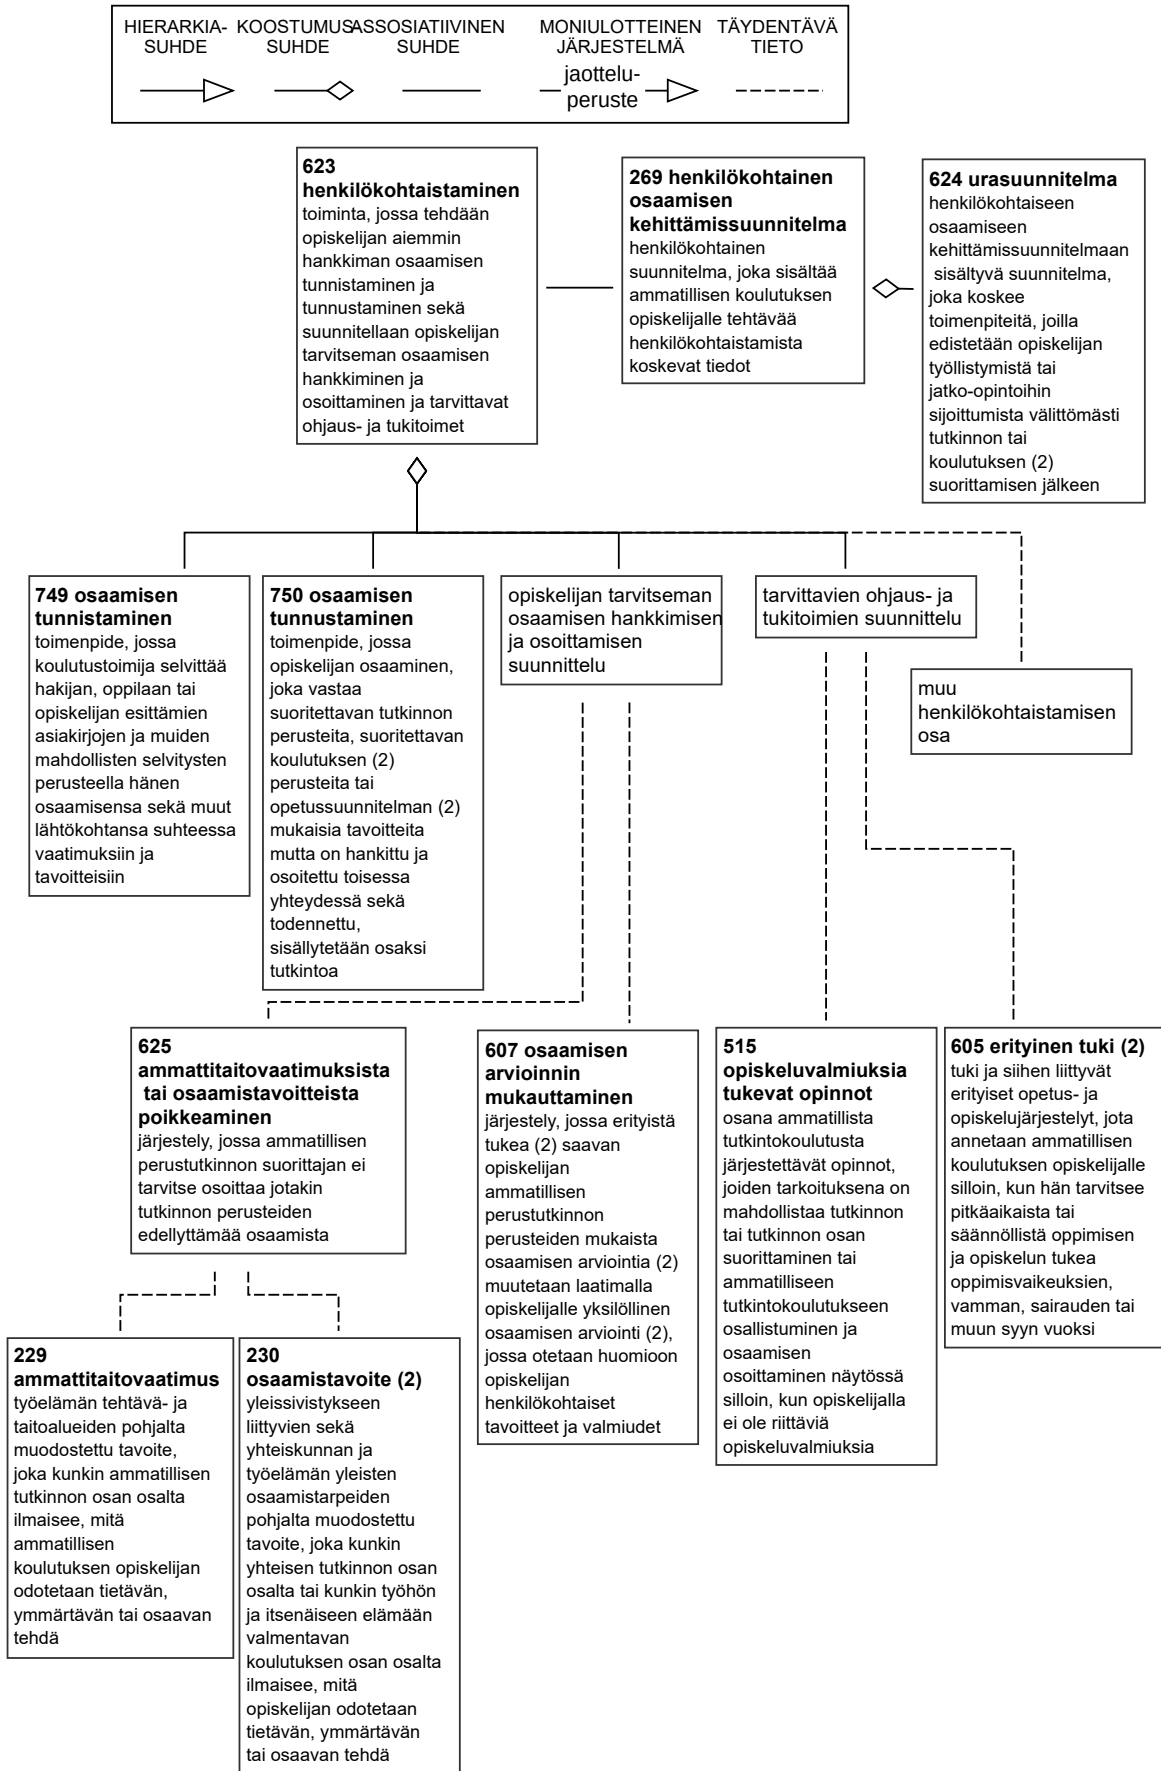 HIERARKIA-
SUHDE
KOOSTUMUS-
SUHDE
ASSOSIATIIVINEN
SUHDE
MONIULOTTEINEN
JÄRJESTELMÄ
TÄYDENTÄVÄ
TIETO
jaottelu-
peruste
623
henkilökohtaistaminen
toiminta, jossa tehdään
opiskelijan aiemmin
hankkiman osaamisen
tunnistaminen ja
tunnustaminen sekä
suunnitellaan opiskelijan
tarvitseman osaamisen
hankkiminen ja
osoittaminen ja tarvittavat
ohjaus- ja tukitoimet
269 henkilökohtainen
osaamisen
kehittämissuunnitelma
henkilökohtainen
suunnitelma, joka sisältää
ammatillisen koulutuksen
opiskelijalle tehtävää
henkilökohtaistamista
koskevat tiedot
624 urasuunnitelma
henkilökohtaiseen
osaamiseen
kehittämissuunnitelmaan
sisältyvä suunnitelma,
joka koskee
toimenpiteitä, joilla
edistetään opiskelijan
työllistymistä tai
jatko-opintoihin
sijoittumista välittömästi
tutkinnon tai
koulutuksen (2)
suorittamisen jälkeen
749 osaamisen
tunnistaminen
toimenpide, jossa
koulutustoimija selvittää
hakijan, oppilaan tai
opiskelijan esittämien
asiakirjojen ja muiden
mahdollisten selvitysten
perusteella hänen
osaamisensa sekä muut
lähtökohtansa suhteessa
vaatimuksiin ja
tavoitteisiin
750 osaamisen
tunnustaminen
toimenpide, jossa
opiskelijan osaaminen,
joka vastaa
suoritettavan tutkinnon
perusteita, suoritettavan
koulutuksen (2)
perusteita tai
opetussuunnitelman (2)
mukaisia tavoitteita
mutta on hankittu ja
osoitettu toisessa
yhteydessä sekä
todennettu,
sisällytetään osaksi
tutkintoa
opiskelijan tarvitseman
osaamisen hankkimisen
ja osoittamisen
suunnittelu
tarvittavien ohjaus- ja
tukitoimien suunnittelu
muu
henkilökohtaistamisen
osa
625
ammattitaitovaatimuksista
tai osaamistavoitteista
poikkeaminen
järjestely, jossa ammatillisen
perustutkinnon suorittajan ei
tarvitse osoittaa jotakin
tutkinnon perusteiden
edellyttämää osaamista
607 osaamisen
arvioinnin
mukauttaminen
järjestely, jossa erityistä
tukea (2) saavan
opiskelijan
ammatillisen
perustutkinnon
perusteiden mukaista
osaamisen arviointia (2)
muutetaan laatimalla
opiskelijalle yksilöllinen
osaamisen arviointi (2),
jossa otetaan huomioon
opiskelijan
henkilökohtaiset
tavoitteet ja valmiudet
515
opiskeluvalmiuksia
tukevat opinnot
osana ammatillista
tutkintokoulutusta
järjestettävät opinnot,
joiden tarkoituksena on
mahdollistaa tutkinnon
tai tutkinnon osan
suorittaminen tai
ammatilliseen
tutkintokoulutukseen
osallistuminen ja
osaamisen
osoittaminen näytössä
silloin, kun opiskelijalla
ei ole riittäviä
opiskeluvalmiuksia
605 erityinen tuki (2)
tuki ja siihen liittyvät
erityiset opetus- ja
opiskelujärjestelyt, jota
annetaan ammatillisen
koulutuksen opiskelijalle
silloin, kun hän tarvitsee
pitkäaikaista tai
säännöllistä oppimisen
ja opiskelun tukea
oppimisvaikeuksien,
vamman, sairauden tai
muun syyn vuoksi
229
ammattitaitovaatimus
työelämän tehtävä- ja
taitoalueiden pohjalta
muodostettu tavoite,
joka kunkin ammatillisen
tutkinnon osan osalta
ilmaisee, mitä
ammatillisen
koulutuksen opiskelijan
odotetaan tietävän,
ymmärtävän tai osaavan
tehdä
230
osaamistavoite (2)
yleissivistykseen
liittyvien sekä
yhteiskunnan ja
työelämän yleisten
osaamistarpeiden
pohjalta muodostettu
tavoite, joka kunkin
yhteisen tutkinnon osan
osalta tai kunkin työhön
ja itsenäiseen elämään
valmentavan
koulutuksen osan osalta
ilmaisee, mitä
opiskelijan odotetaan
tietävän, ymmärtävän
tai osaavan tehdä